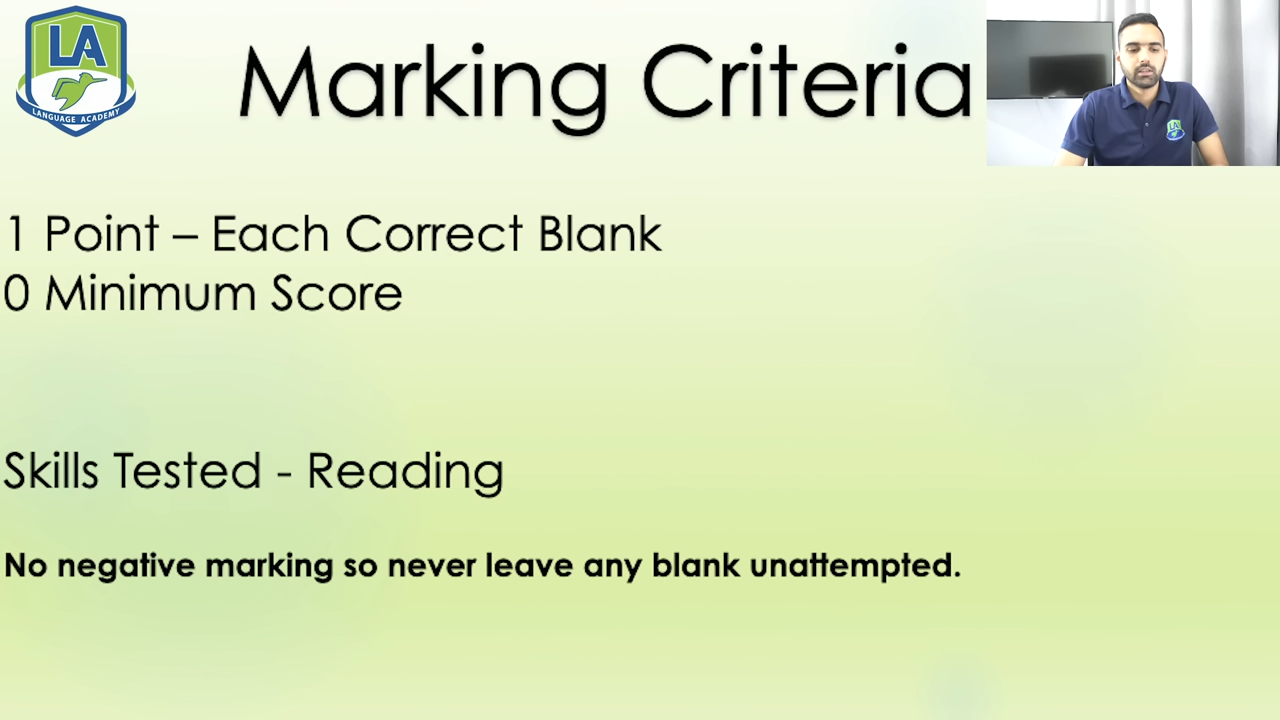 LA
LANGUAGE ACADEMY
Marking Criteria
LA
1 Point – Each Correct Blank
0 Minimum Score
Skills Tested - Reading
No negative marking so never leave any blank unattempted.